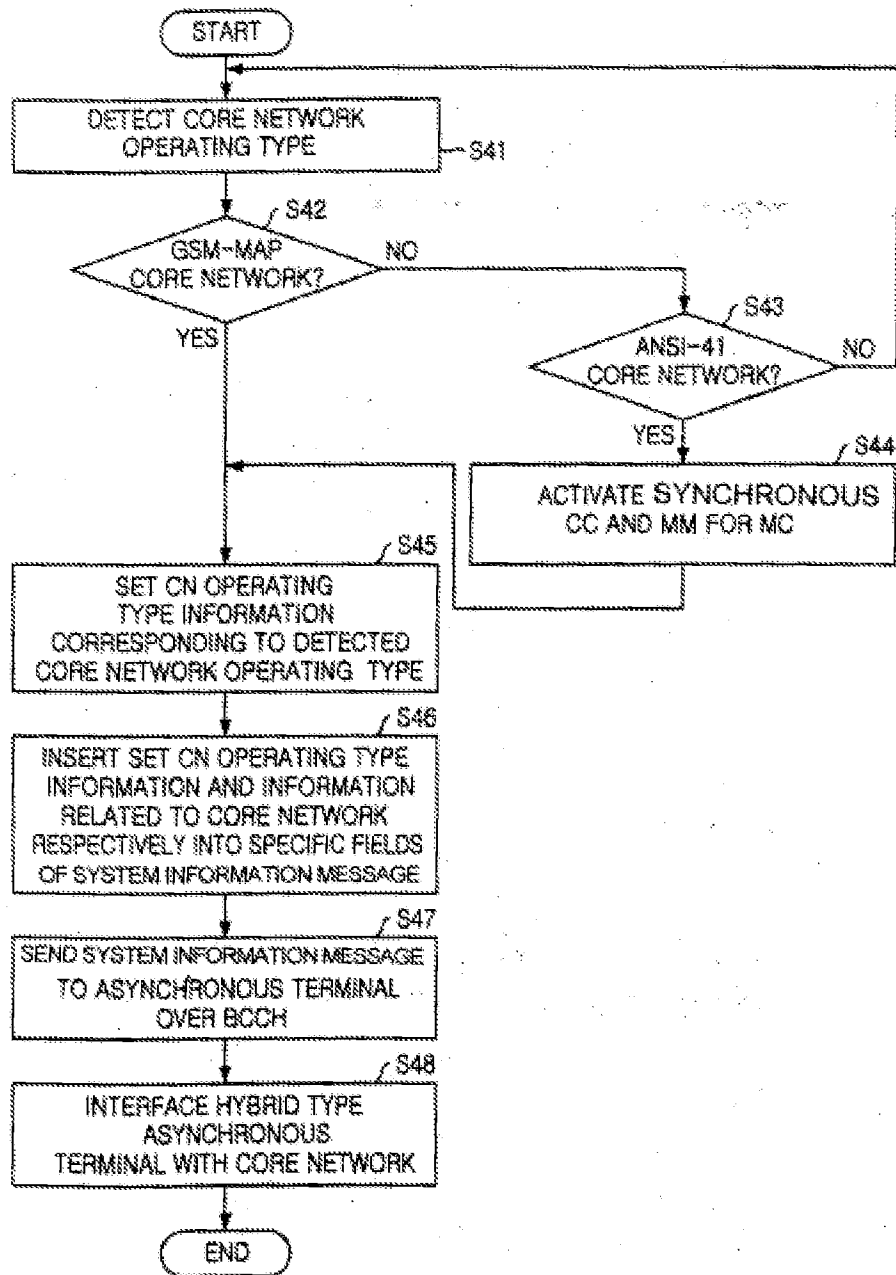 START
DETECT CORE NETWORK
OPERATING TYPE
S41
S42
GSM-MAP
CORE NETWORK?
NO
YES
S43
ANSI-41
CORE NETWORK?
NO
YES
S44
ACTIVATE SYNCHRONOUS
CC AND MM FOR MC
S45
SET CN OPERATING
TYPE INFORMATION
CORRESPONDING TO DETECTED
CORE NETWORK OPERATING TYPE
S46
INSERT SET CN OPERATING TYPE
INFORMATION AND INFORMATION
RELATED TO CORE NETWORK
RESPECTIVELY INTO SPECIFIC FIELDS
OF SYSTEM INFORMATION MESSAGE
S47
SEND SYSTEM INFORMATION MESSAGE
TO ASYNCHRONOUS TERMINAL
OVER BCCH
S48
INTERFACE HYBRID TYPE
ASYNCHRONOUS
TERMINAL WITH CORE NETWORK
END